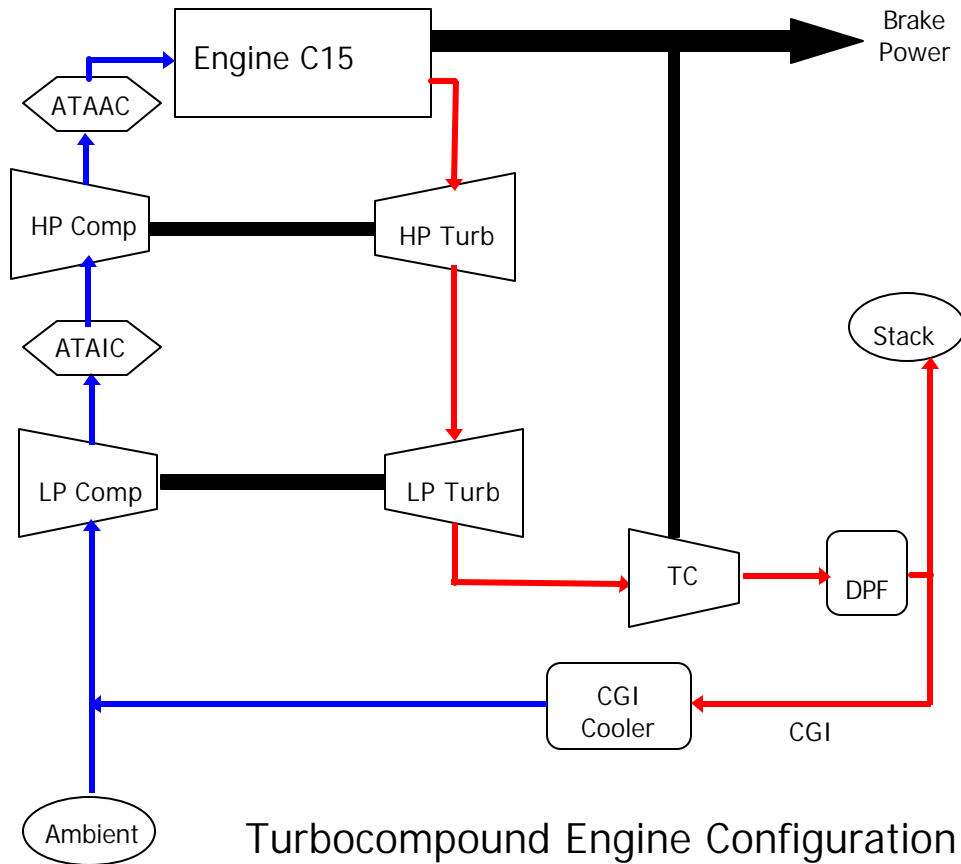 Brake
Power
Engine C15
ATAAC
HP Comp
HP Turb
Stack
ATAIC
LP Comp
LP Turb
TC
DPF
CGI
Cooler
CGI
Ambient
Turbocompound Engine Configuration